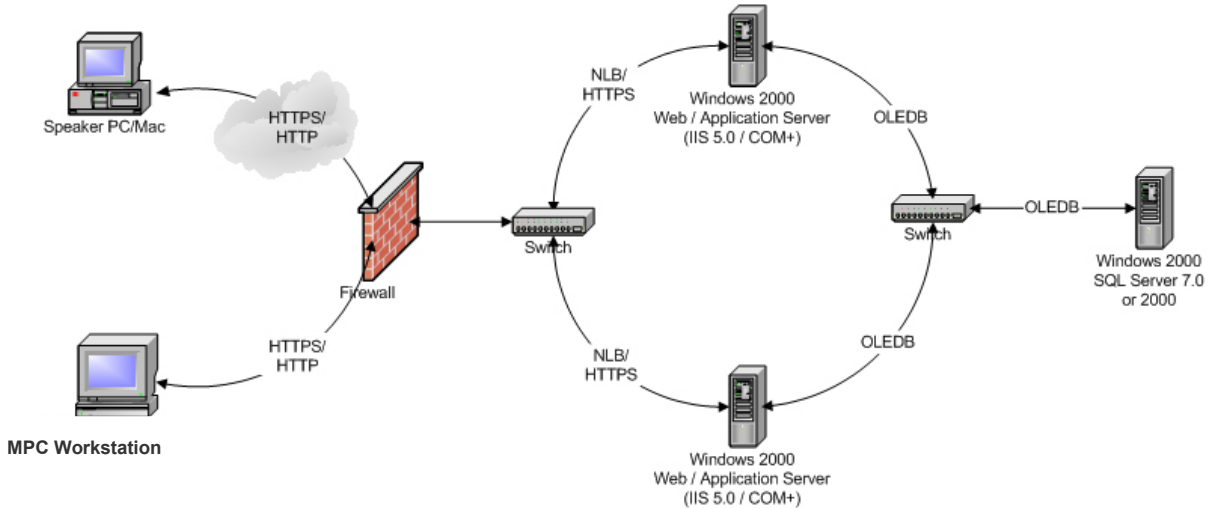 Speaker PC/Mac
HTTPS/
HTTP
Firewall
HTTPS/
HTTP
MPC Workstation
Switch
NLB/
HTTPS
Windows 2000
Web / Application Server
(IIS 5.0 / COM+)
OLEDB
NLB/
HTTPS
Windows 2000
Web / Application Server
(IIS 5.0 / COM+)
OLEDB
Switch
OLEDB
Windows 2000
SQL Server 7.0
or 2000